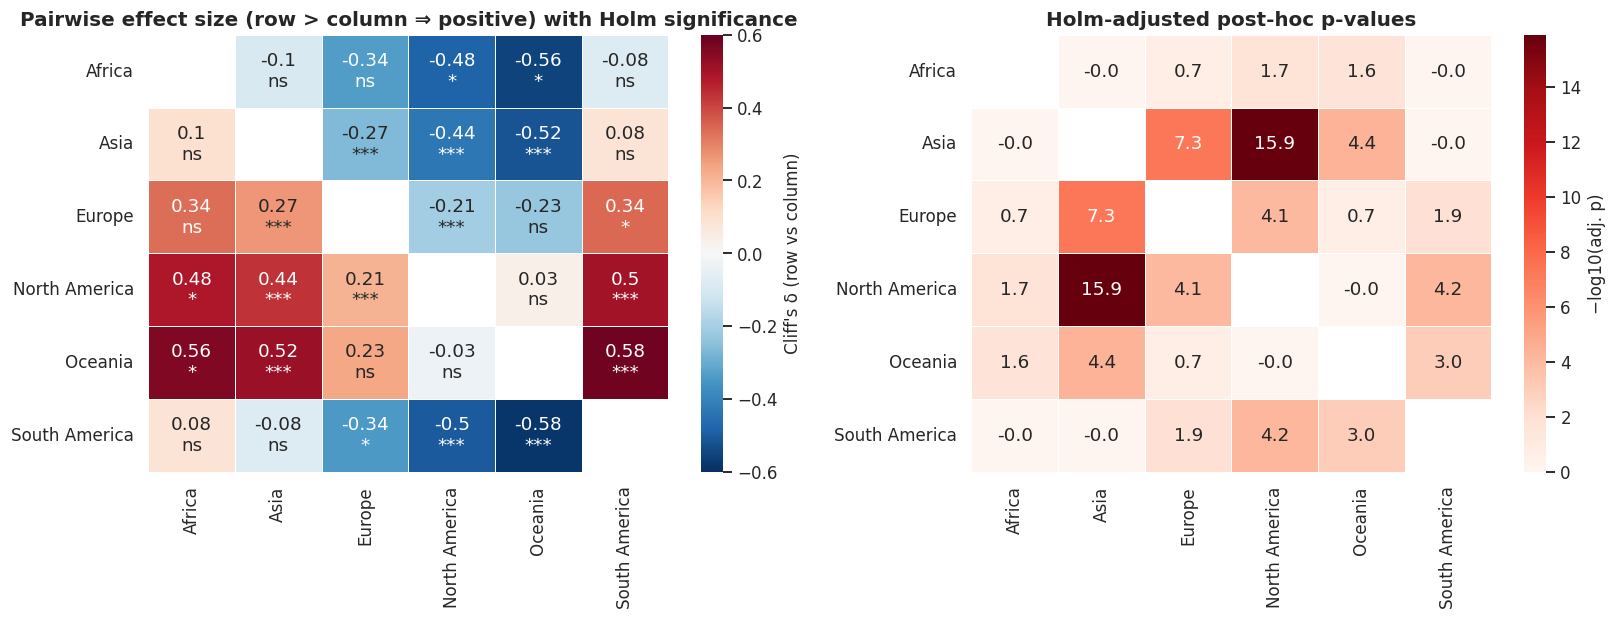 Pairwise effect size (row > column ⇒ positive) with Holm significance
Africa
-0.1
ns
-0.34
ns
-0.48
*
-0.56
*
-0.08
ns
Asia
0.1
ns
-0.27
***
-0.44
***
-0.52
***
0.08
ns
Europe
0.34
ns
0.27
***
-0.21
***
-0.23
ns
0.34
*
North America
0.48
*
0.44
***
0.21
***
0.03
ns
0.5
***
Oceania
0.56
*
0.52
***
0.23
ns
-0.03
ns
0.58
***
South America
0.08
ns
-0.08
ns
-0.34
*
-0.5
***
-0.58
***
Africa
Asia
Europe
North America
Oceania
South America
0.6
0.4
0.2
0.0
−0.2
−0.4
−0.6
Cliff's δ (row vs column)
Holm-adjusted post-hoc p-values
Africa -0.0 0.7 1.7 1.6 -0.0
Asia -0.0 7.3 15.9 4.4 -0.0
Europe 0.7 7.3 4.1 0.7 1.9
North America 1.7 15.9 4.1 -0.0 4.2
Oceania 1.6 4.4 0.7 -0.0 3.0
South America -0.0 -0.0 1.9 4.2 3.0
Africa
Asia
Europe
North America
Oceania
South America
14
12
10
8
6
4
2
0
−log10(adj. p)